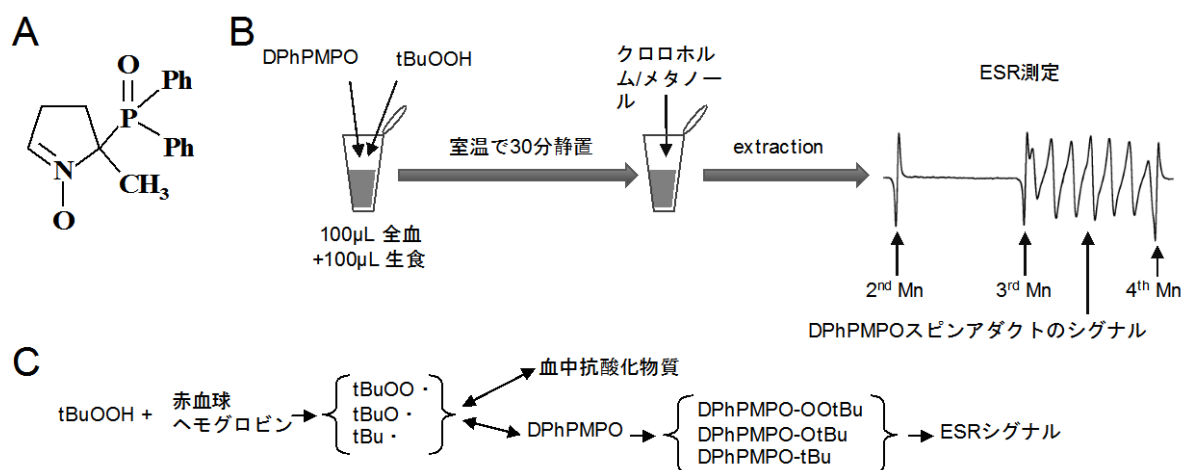 A
O
P
Ph
Ph
N
CH3
O
B
DPhPMPO
tBuOOH
100μL 全血
+100μL 生食
室温で30分静置
クロロホル
ム/メタノー
ル
extraction
ESR測定
2nd Mn
3rd Mn
4th Mn
DPhPMPOスピンアダクトのシグナル
C
tBuOOH +
赤血球
ヘモグロビン
tBuOO・
tBuO・
tBu・
血中抗酸化物質
DPhPMPO
DPhPMPO-OOtBu
DPhPMPO-OtBu
DPhPMPO-tBu
ESRシグナル